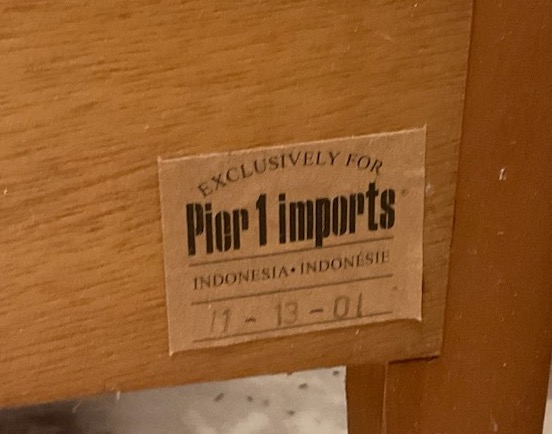 EXCLUSIVELY FOR
Pier 1 imports®
INDONESIA • INDONÉSIE
11 - 13 - 01